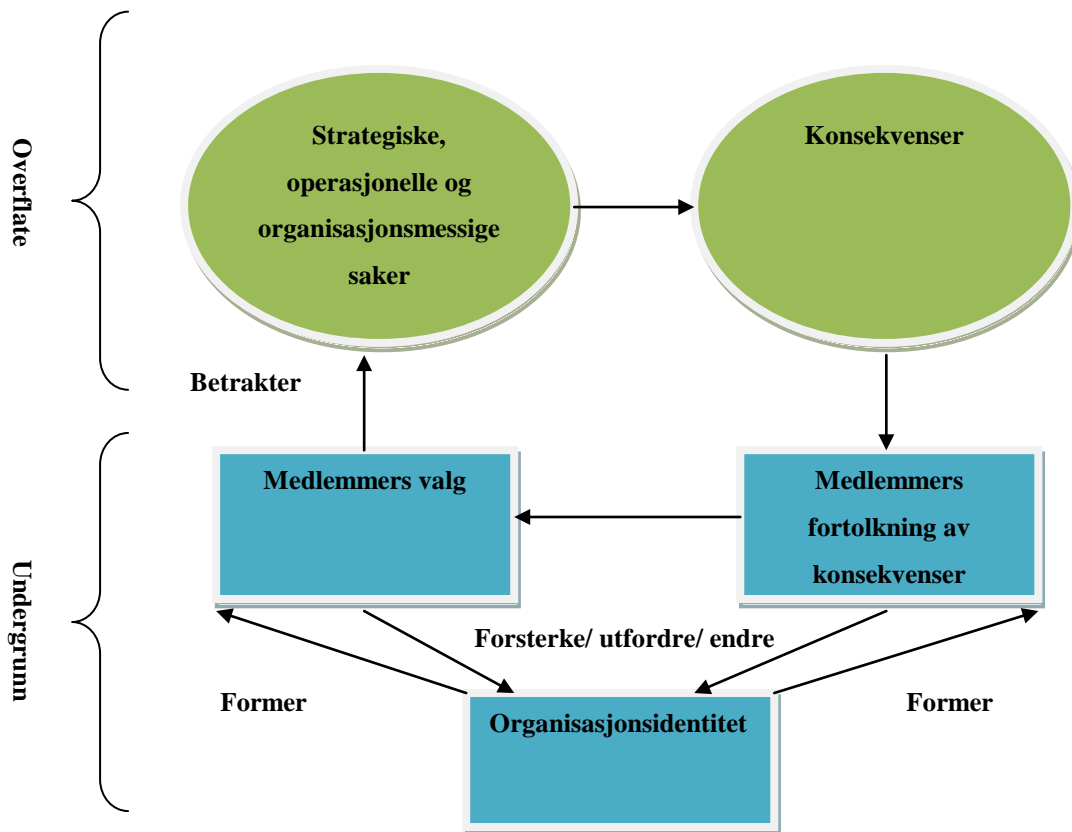 Overflate
Strategiske,
operasjonelle og
organisasjonsmessige
saker
Konsekvenser
Betrakter
Undergrunn
Medlemmers valg
Medlemmers
fortolkning av
konsekvenser
Forsterke/ utfordre/ endre
Former
Former
Organisasjonsidentitet